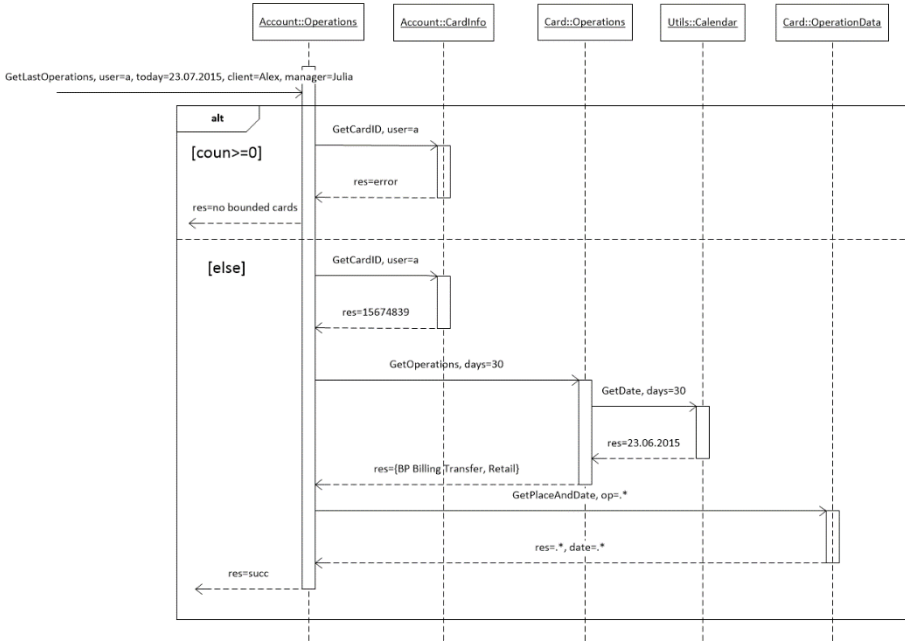 Account::Operations
Account::CardInfo
Card::Operations
Utils::Calendar
Card::OperationData
GetLastOperations, user=a, today=23.07.2015, client=Alex, manager=Julia
alt
GetCardID, user=a
[coun>=0]
res=error
res=no bounded cards
GetCardID, user=a
[else]
res=15674839
GetOperations, days=30
GetDate, days=30
res=23.06.2015
res={BP Billing Transfer, Retail}
GetPlaceAndDate, op=.*
res=.*, date=.*
res=succ